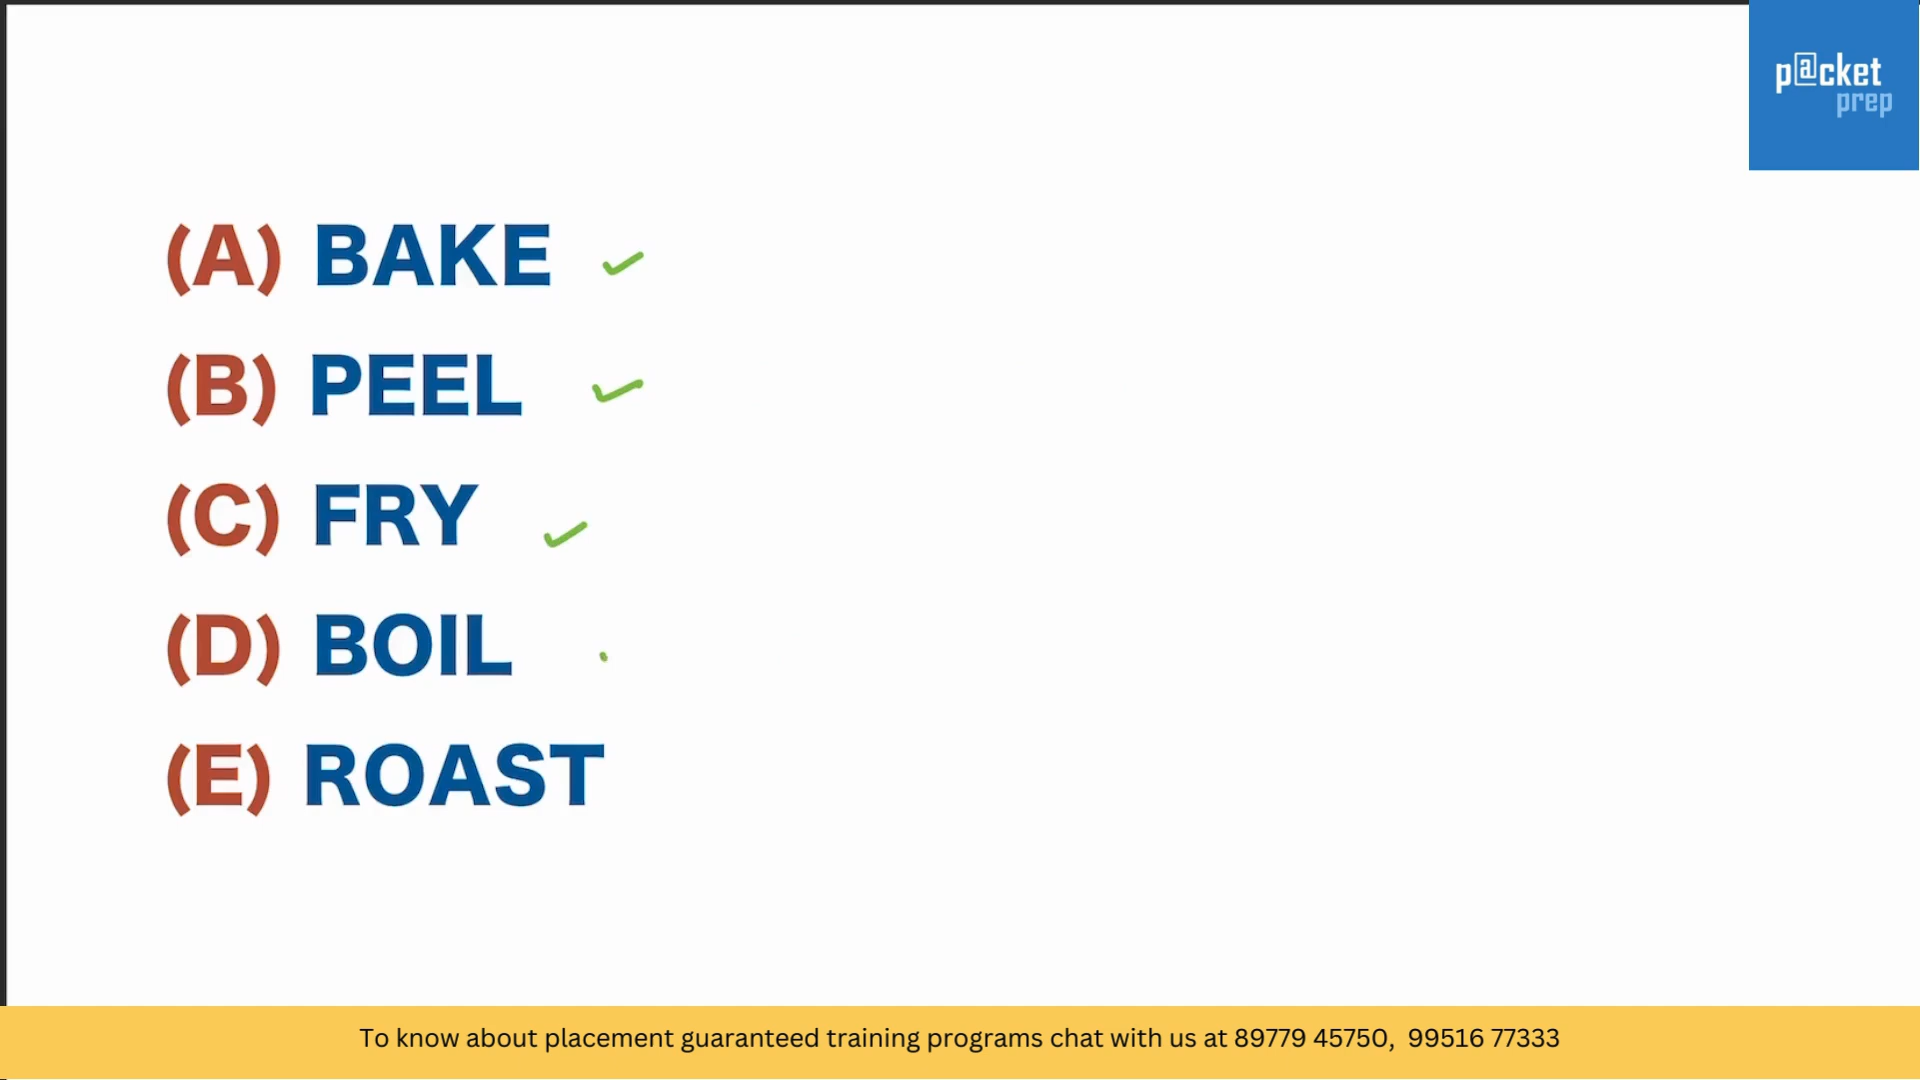 p@cket
prep
(A) BAKE
(B) PEEL
(C) FRY
(D) BOIL
(E) ROAST
To know about placement guaranteed training programs chat with us at 89779 45750, 99516 77333